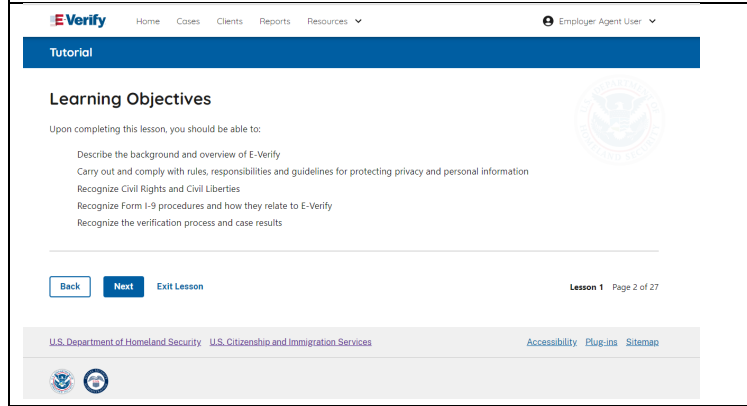 E-Verify Home Cases Clients Reports Resources Employer Agent User
Tutorial
Learning Objectives
Upon completing this lesson, you should be able to:
Describe the background and overview of E-Verify
Carry out and comply with rules, responsibilities and guidelines for protecting privacy and personal information
Recognize Civil Rights and Civil Liberties
Recognize Form I-9 procedures and how they relate to E-Verify
Recognize the verification process and case results
Back Next Exit Lesson Lesson 1 Page 2 of 27
U.S. Department of Homeland Security U.S. Citizenship and Immigration Services Accessibility Plug-ins Sitemap